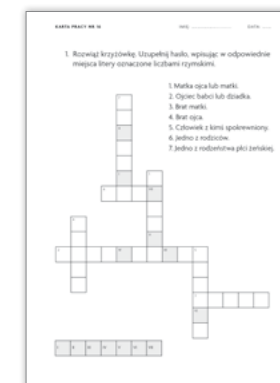 KARTA PRACY NR 16 IMIĘ DATA
1. Rozwiąż krzyżówkę. Uzupełnij hasło, wpisując w odpowiednie
miejsca litery oznaczone liczbami rzymskimi.
1. Matka ojca lub matki.
2. Ojciec babci lub dziadka.
3. Brat matki.
4. Brat ojca.
5. Człowiek z kimś spokrewniony.
6. Jedno z rodziców.
7. Jedno z rodzeństwa płci żeńskiej.